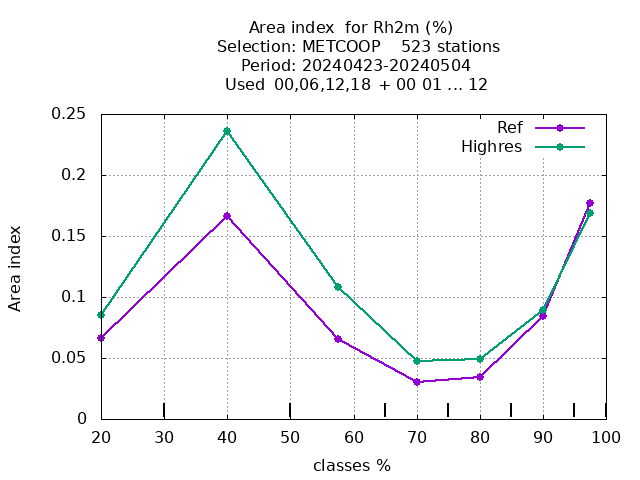 Area index  for Rh2m (%)
Selection: METCOOP    523 stations
Period: 20240423-20240504
Used  00,06,12,18 + 00 01 ... 12
Ref
Highres
0.25
0.2
0.15
0.1
0.05
0
Area index
20 30 40 50 60 70 80 90 100
classes %